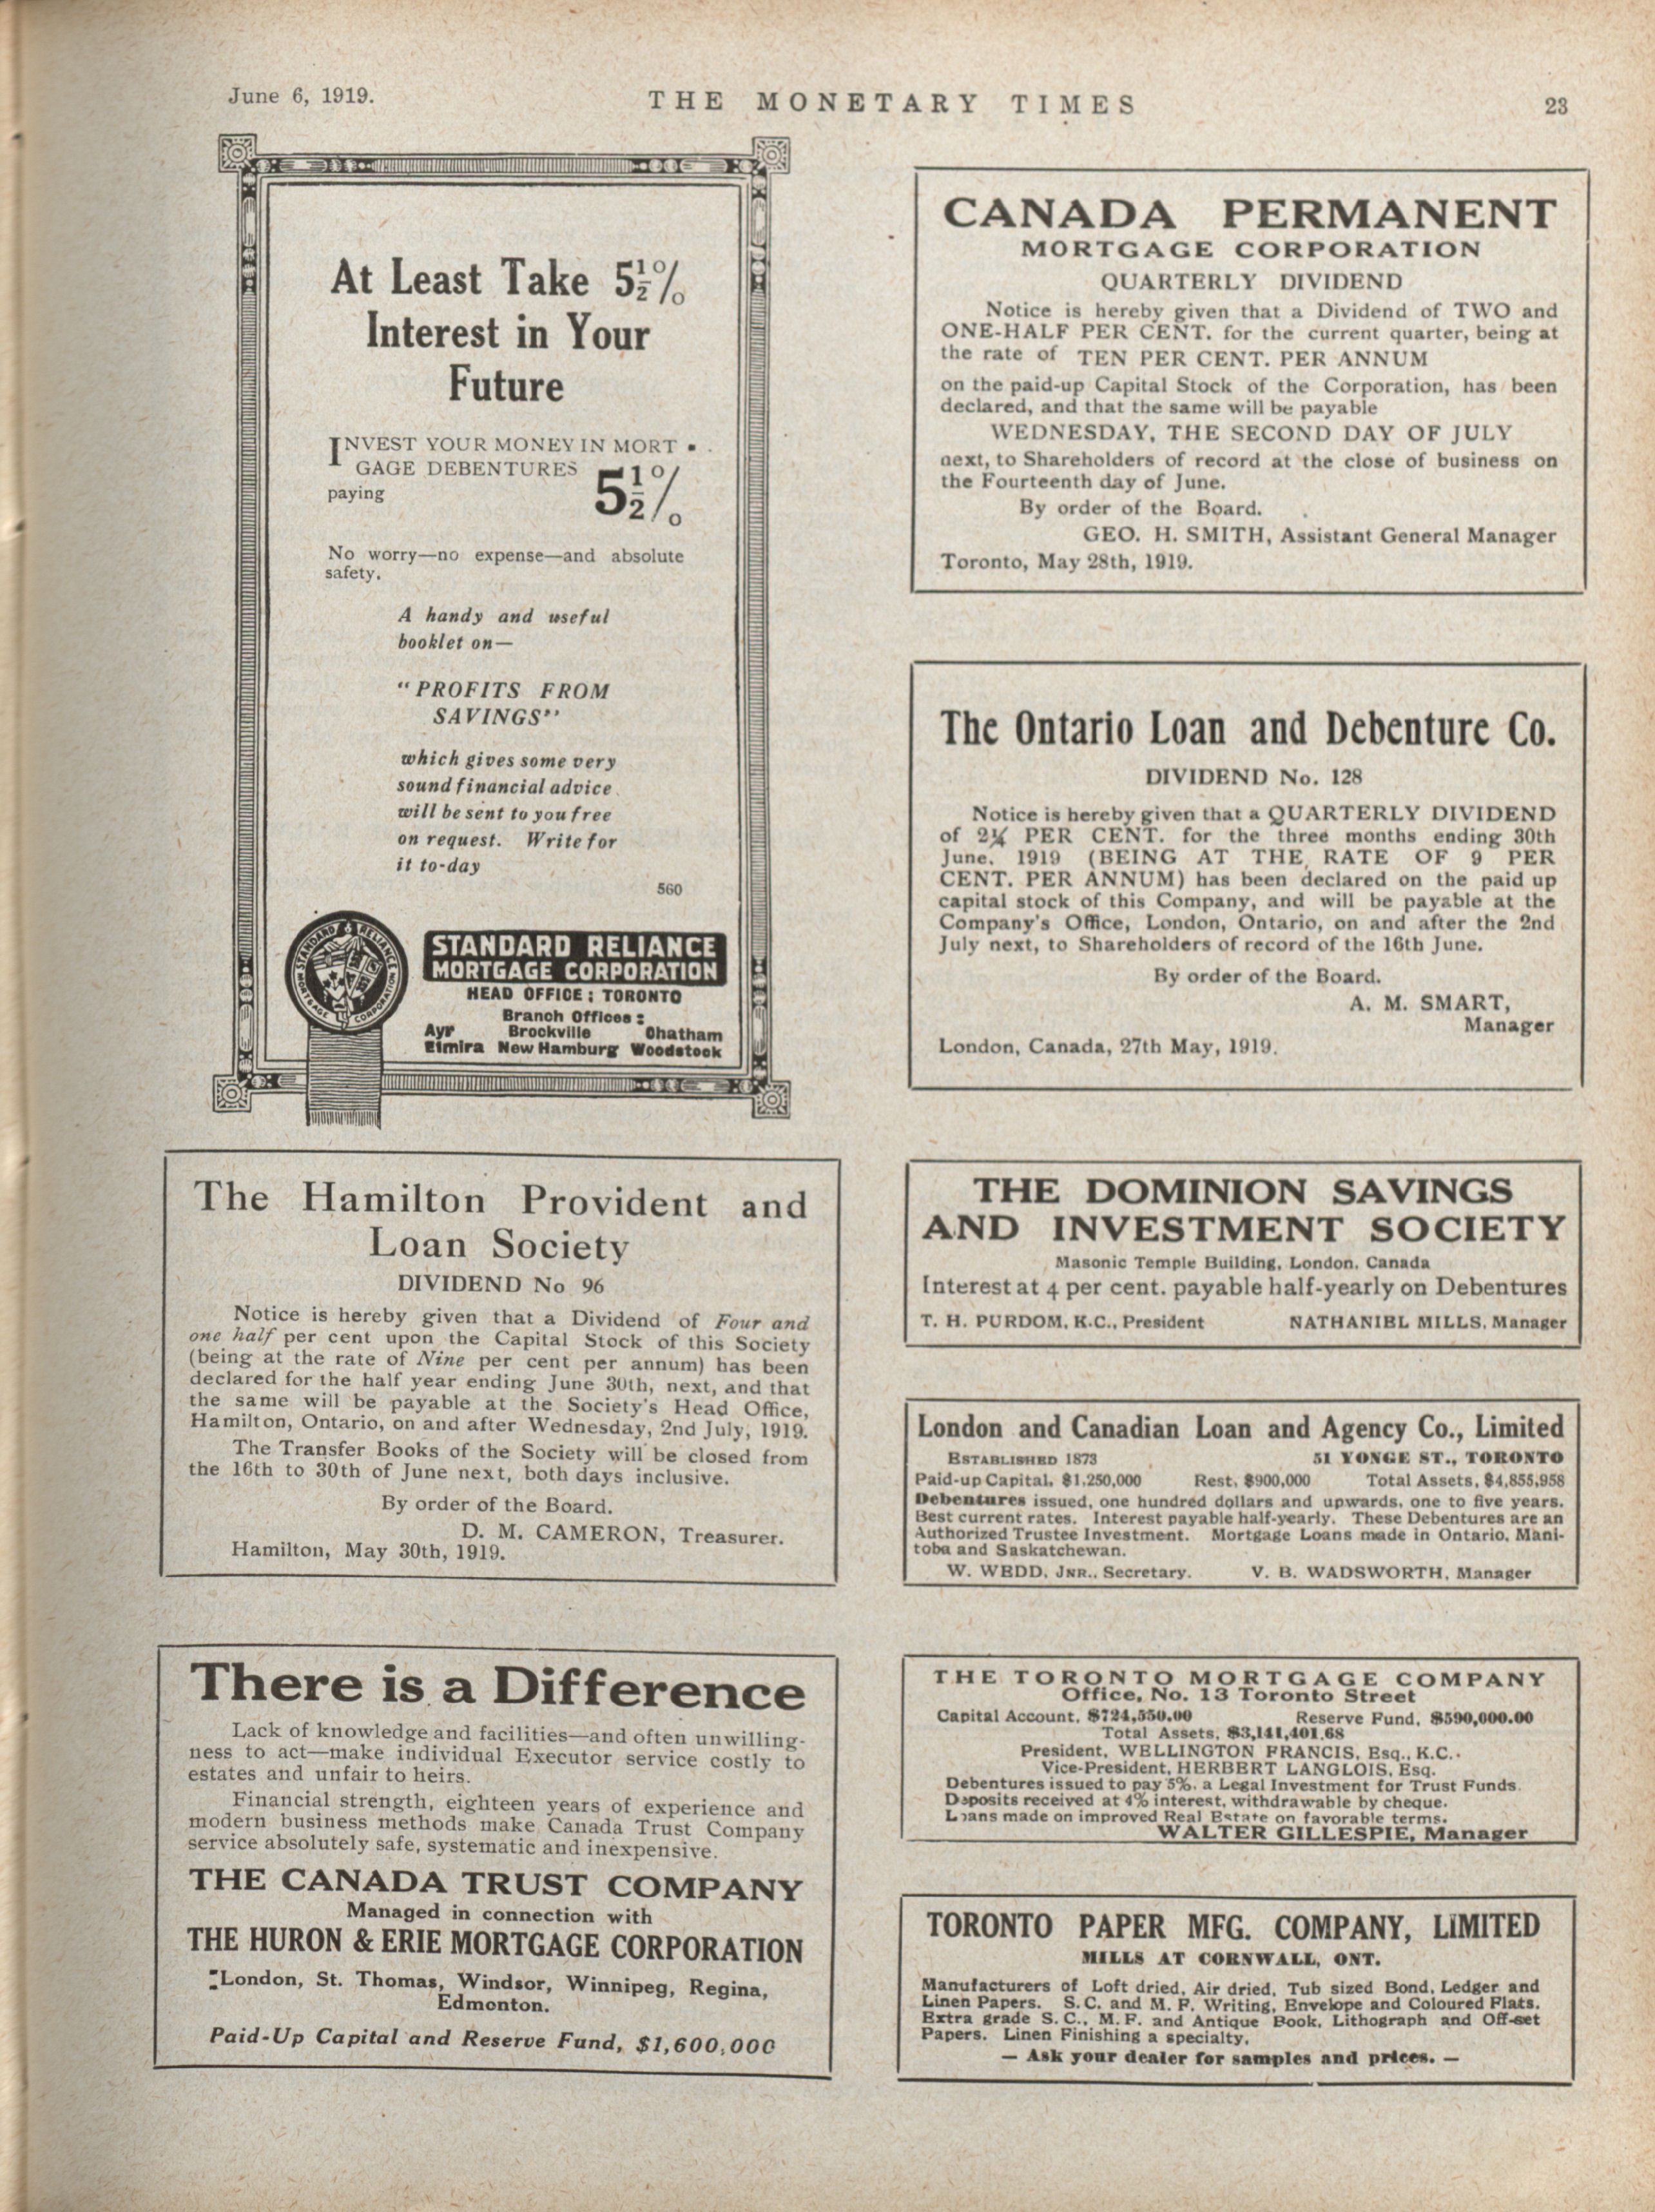 June 6, 1919.
THE MONETARY TIMES
23
At Least Take 5½%
Interest in Your
Future
INVEST YOUR MONEY IN MORT
GAGE DEBENTURES
paying
5½%
No worry—no expense—and absolute
safety.
A handy and useful
booklet on—
"PROFITS FROM
SAVINGS"
which gives some very
sound financial advice
will be sent to you free
on request. Write for
it to-day
560
STANDARD RELIANCE
MORTGAGE CORPORATION
STANDARD & RELIANCE
MORTGAGE CORPORATION
HEAD OFFICE; TORONTO
Branch Offices:
Ayr Brockville Chatham
Elmira New Hamburg Woodstock
The Hamilton Provident and
Loan Society
DIVIDEND No 96
Notice is hereby given that a Dividend of Four and
one half per cent upon the Capital Stock of this Society
(being at the rate of Nine per cent per annum) has been
declared for the half year ending June 30th, next, and that
the same will be payable at the Society's Head Office,
Hamilton, Ontario, on and after Wednesday, 2nd July, 1919.
The Transfer Books of the Society will be closed from
the 16th to 30th of June next, both days inclusive.
By order of the Board.
D. M. CAMERON, Treasurer.
Hamilton, May 30th, 1919.
There is a Difference
Lack of knowledge and facilities—and often unwilling-
ness to act—make individual Executor service costly to
estates and unfair to heirs.
Financial strength, eighteen years of experience and
modern business methods make Canada Trust Company
service absolutely safe, systematic and inexpensive.
THE CANADA TRUST COMPANY
Managed in connection with
THE HURON & ERIE MORTGAGE CORPORATION
London, St. Thomas, Windsor, Winnipeg, Regina,
Edmonton.
Paid-Up Capital and Reserve Fund, $1,600,000
CANADA PERMANENT
MORTGAGE CORPORATION
QUARTERLY DIVIDEND
Notice is hereby given that a Dividend of TWO and
ONE-HALF PER CENT. for the current quarter, being at
the rate of TEN PER CENT. PER ANNUM
on the paid-up Capital Stock of the Corporation, has been
declared, and that the same will be payable
WEDNESDAY, THE SECOND DAY OF JULY
next, to Shareholders of record at the close of business on
the Fourteenth day of June.
By order of the Board.
GEO. H. SMITH, Assistant General Manager
Toronto, May 28th, 1919.
The Ontario Loan and Debenture Co.
DIVIDEND No. 128
Notice is hereby given that a QUARTERLY DIVIDEND
of 2¼ PER CENT. for the three months ending 30th
June, 1919 (BEING AT THE RATE OF 9 PER
CENT. PER ANNUM) has been declared on the paid up
capital stock of this Company, and will be payable at the
Company's Office, London, Ontario, on and after the 2nd
July next, to Shareholders of record of the 16th June.
By order of the Board.
A. M. SMART,
Manager
London, Canada, 27th May, 1919.
THE DOMINION SAVINGS
AND INVESTMENT SOCIETY
Masonic Temple Building, London, Canada
Interest at 4 per cent. payable half-yearly on Debentures
T. H. PURDOM, K.C., President NATHANIEL MILLS, Manager
London and Canadian Loan and Agency Co., Limited
ESTABLISHED 1873 51 YONGE ST., TORONTO
Paid-up Capital, $1,250,000 Rest, $900,000 Total Assets, $4,855,958
Debentures issued, one hundred dollars and upwards, one to five years.
Best current rates. Interest payable half-yearly. These Debentures are an
Authorized Trustee Investment. Mortgage Loans made in Ontario, Mani-
toba and Saskatchewan.
W. WEDD, JNR., Secretary. V. B. WADSWORTH, Manager
THE TORONTO MORTGAGE COMPANY
Office, No. 13 Toronto Street
Capital Account, $724,550.00 Reserve Fund, $590,000.00
Total Assets, $3,141,401.68
President, WELLINGTON FRANCIS, Esq., K.C.
Vice-President, HERBERT LANGLOIS, Esq.
Debentures issued to pay 5%, a Legal Investment for Trust Funds.
Deposits received at 4% interest, withdrawable by cheque.
Loans made on improved Real Estate on favorable terms.
WALTER GILLESPIE, Manager
TORONTO PAPER MFG. COMPANY, LIMITED
MILLS AT CORNWALL, ONT.
Manufacturers of Loft dried, Air dried, Tub sized Bond, Ledger and
Linen Papers. S. C. and M. F. Writing, Envelope and Coloured Flats.
Extra grade S. C., M. F. and Antique Book, Lithograph and Off-set
Papers. Linen Finishing a specialty.
— Ask your dealer for samples and prices. —